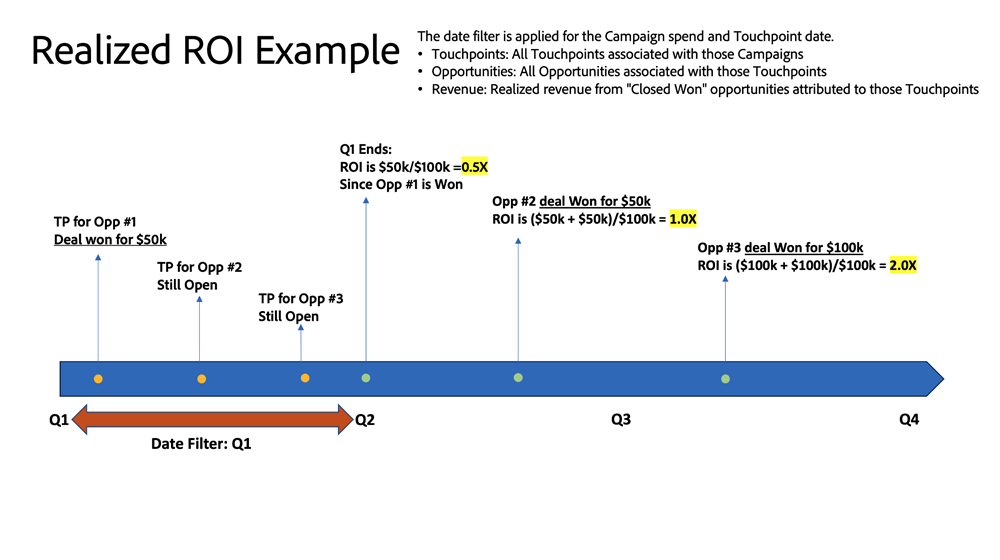 Realized ROI Example
The date filter is applied for the Campaign spend and Touchpoint date.
• Touchpoints: All Touchpoints associated with those Campaigns
• Opportunities: All Opportunities associated with those Touchpoints
• Revenue: Realized revenue from "Closed Won" opportunities attributed to those Touchpoints
Q1 Ends:
ROI is $50k/$100k =0.5X
Since Opp #1 is Won
Opp #2 deal Won for $50k
ROI is ($50k + $50k)/$100k = 1.0X
TP for Opp #1
Deal won for $50k
Opp #3 deal Won for $100k
ROI is ($100k + $100k)/$100k = 2.0X
TP for Opp #2
Still Open
TP for Opp #3
Still Open
Q1
Q2
Q3
Q4
Date Filter: Q1